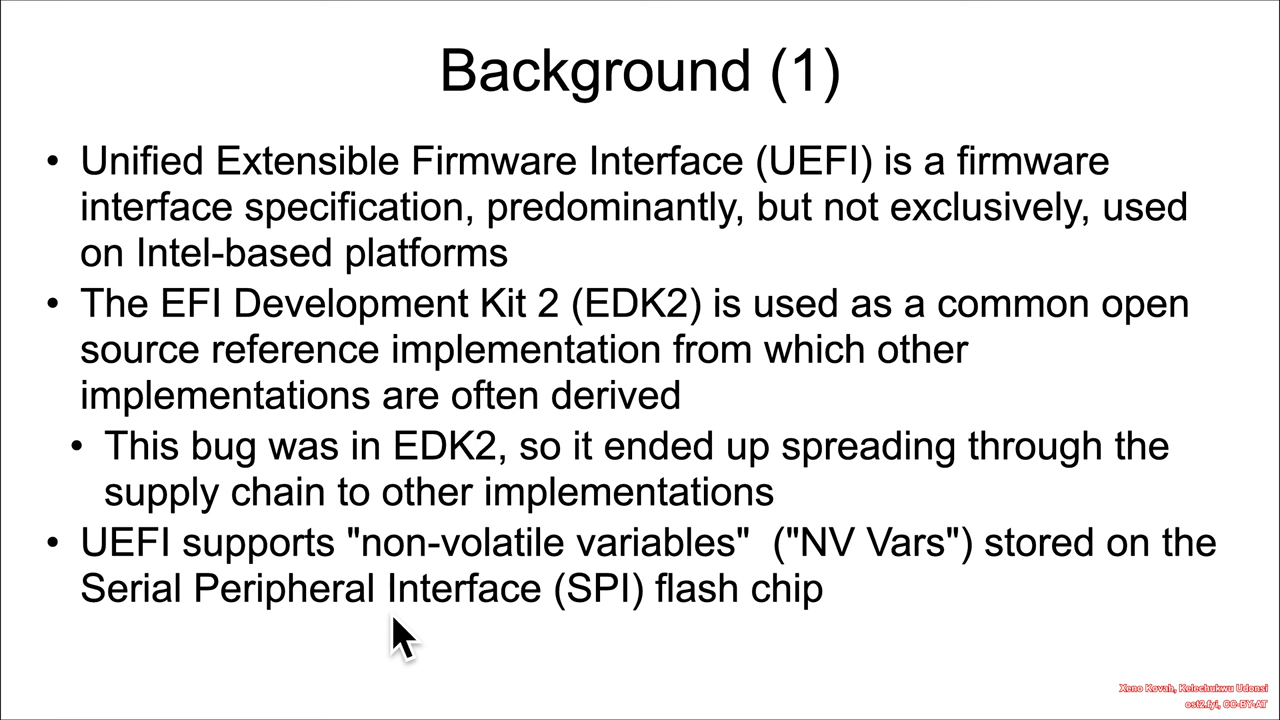 Background (1)
• Unified Extensible Firmware Interface (UEFI) is a firmware
interface specification, predominantly, but not exclusively, used
on Intel-based platforms
• The EFI Development Kit 2 (EDK2) is used as a common open
source reference implementation from which other
implementations are often derived
• This bug was in EDK2, so it ended up spreading through the
supply chain to other implementations
• UEFI supports "non-volatile variables"  ("NV Vars") stored on the
Serial Peripheral Interface (SPI) flash chip
Xeno Kovah, Kelechukwu Udonsi
ost2.fyi, CC-BY-AT